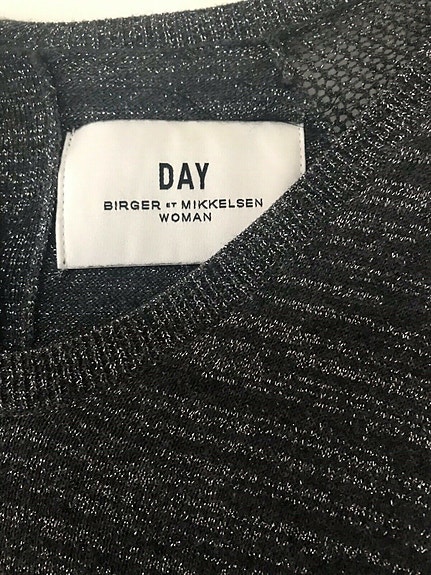 DAY
BIRGER ET MIKKELSEN
WOMAN